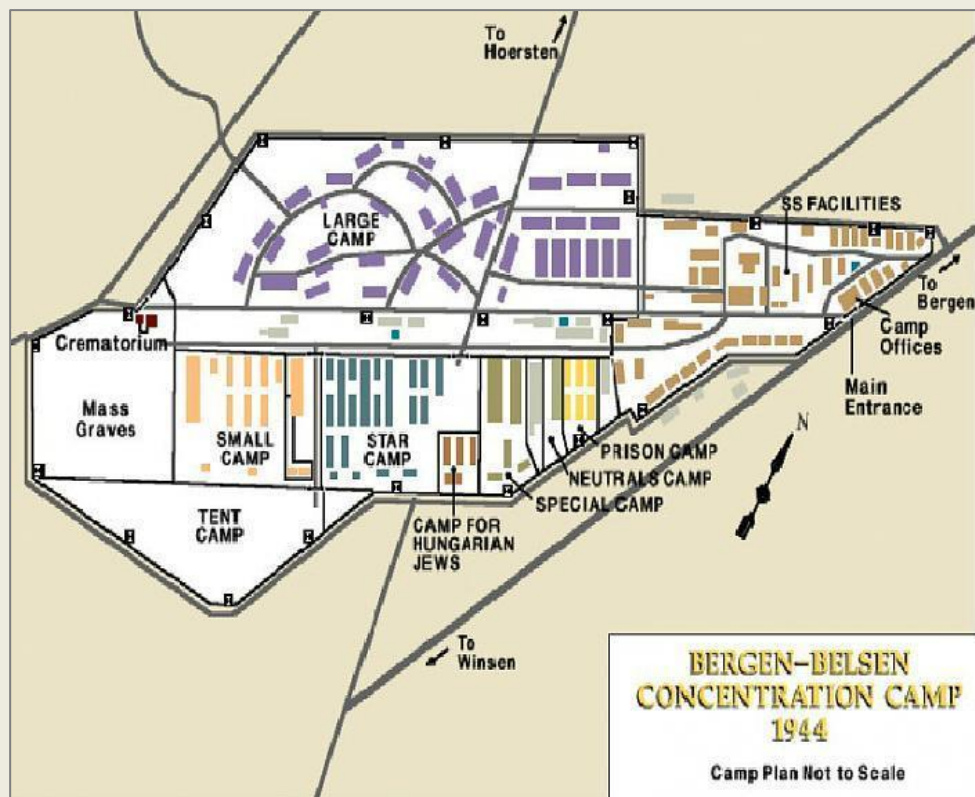 To
Hoersten
SS FACILITIES
LARGE
CAMP
To
Bergen
Camp
Offices
Crematorium
Main
Entrance
Mass
Graves
SMALL
CAMP
STAR
CAMP
N
PRISON CAMP
NEUTRALS CAMP
SPECIAL CAMP
TENT
CAMP
CAMP FOR
HUNGARIAN
JEWS
To
Winsen
BERGEN-BELSEN
CONCENTRATION CAMP
1944
Camp Plan Not to Scale